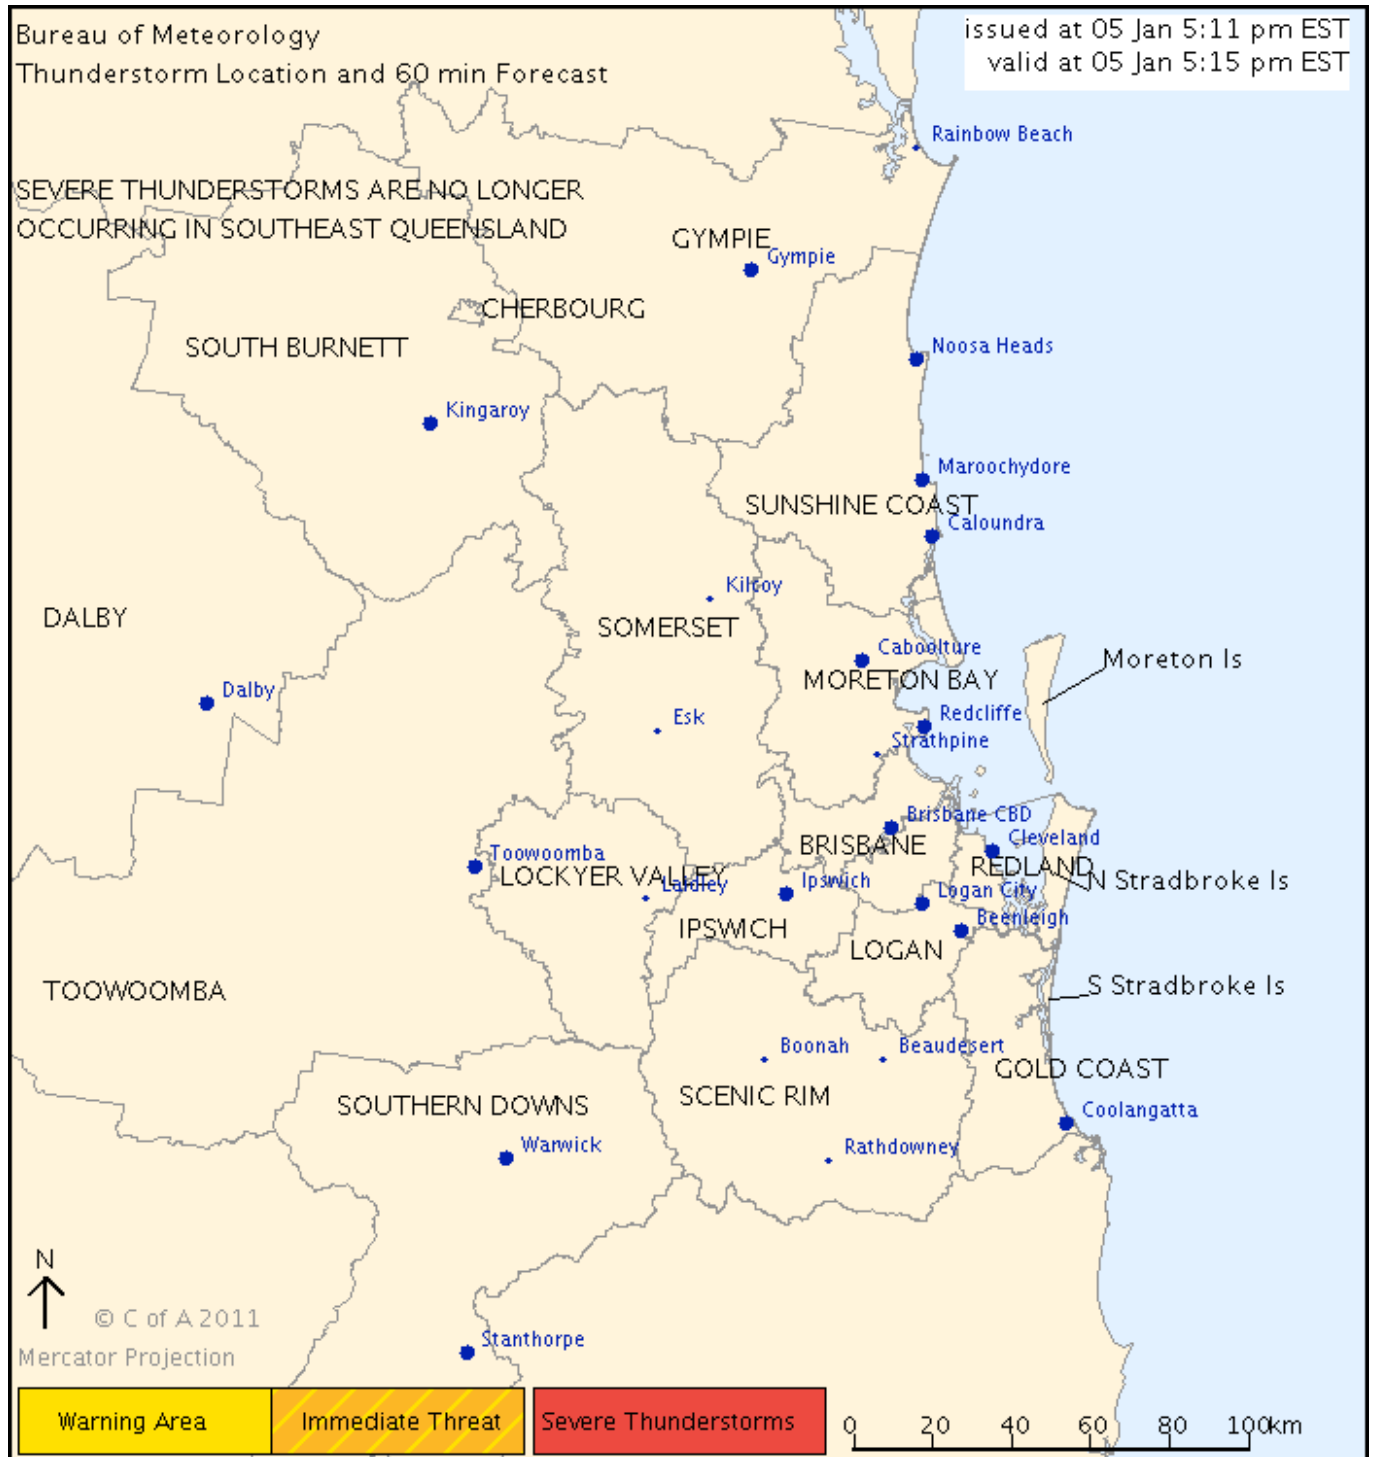 Bureau of Meteorology
Thunderstorm Location and 60 min Forecast
issued at 05 Jan 5:11 pm EST
valid at 05 Jan 5:15 pm EST
Rainbow Beach
SEVERE THUNDERSTORMS ARE NO LONGER
OCCURRING IN SOUTHEAST QUEENSLAND
GYMPIE
Gympie
CHERBOURG
SOUTH BURNETT
Noosa Heads
Kingaroy
Maroochydore
SUNSHINE COAST
Caloundra
Kilcoy
DALBY
SOMERSET
Caboolture
Moreton Is
MORETON BAY
Dalby
Esk
Redcliffe
Strathpine
Brisbane CBD
Cleveland
BRISBANE
Toowoomba
REDLAND
LOCKYER VALLEY
Laidley
Ipswich
N Stradbroke Is
Logan City
Beenleigh
IPSWICH
LOGAN
TOOWOOMBA
S Stradbroke Is
Boonah
Beaudesert
GOLD COAST
SCENIC RIM
SOUTHERN DOWNS
Coolangatta
Warwick
Rathdowney
N
© C of A 2011
Mercator Projection
Stanthorpe
Warning Area
Immediate Threat
Severe Thunderstorms
0 20 40 60 80 100km